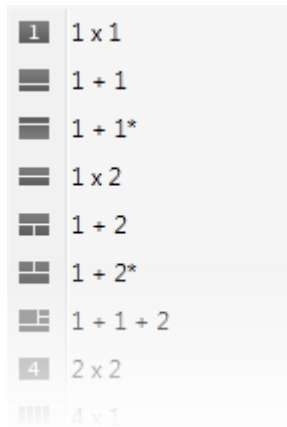 1 1 x 1
1 + 1
1 + 1*
1 x 2
1 + 2
1 + 2*
1 + 1 + 2
4 2 x 2
4 x 1